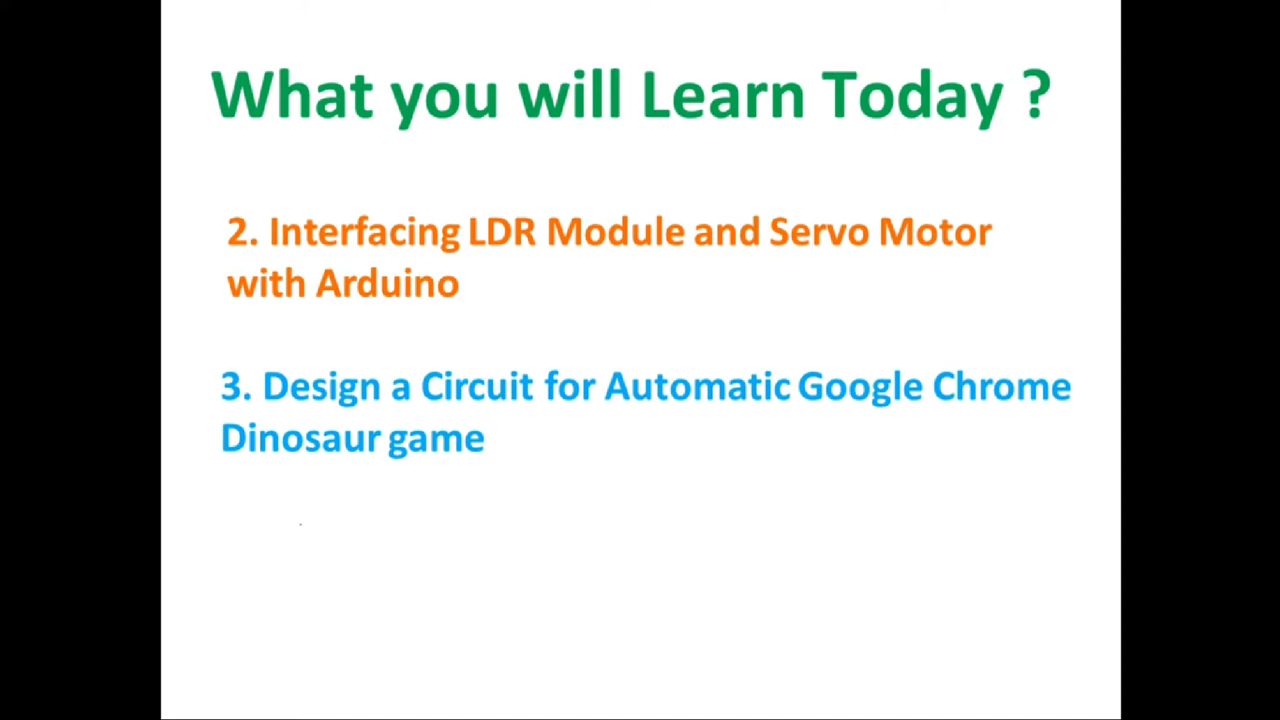 What you will Learn Today ?
2. Interfacing LDR Module and Servo Motor
with Arduino
3. Design a Circuit for Automatic Google Chrome
Dinosaur game